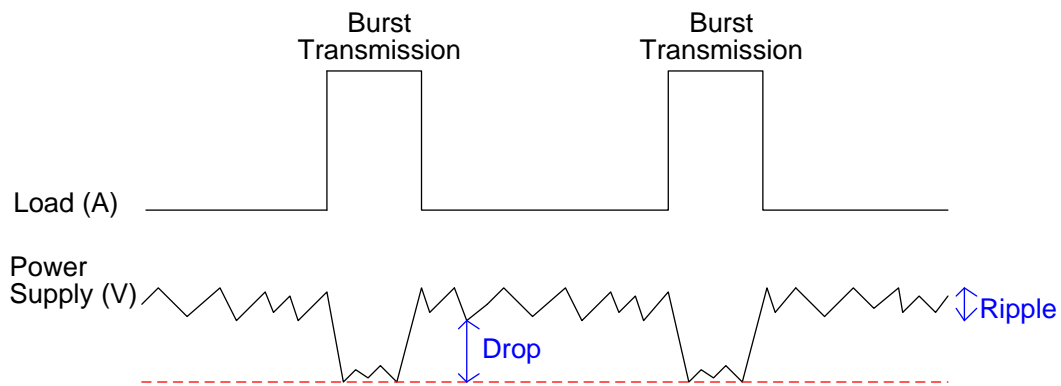 Burst
Transmission
Burst
Transmission
Load (A)
Power
Supply (V)
Ripple
Drop